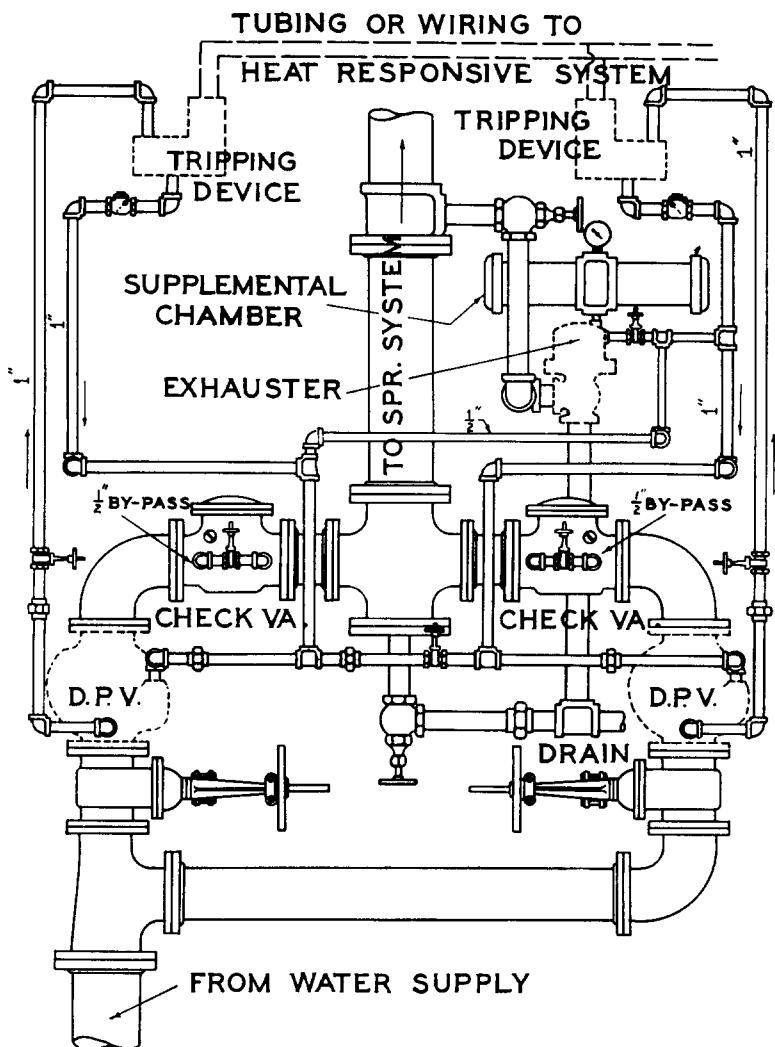 TUBING OR WIRING TO
HEAT RESPONSIVE SYSTEM
TRIPPING
DEVICE
TRIPPING
DEVICE
1"
1"
SUPPLEMENTAL
CHAMBER
TO SPR. SYSTEM
EXHAUSTER
1"
1"
1/2"
1/2" BY-PASS
1/2" BY-PASS
CHECK VA.
CHECK VA.
D.P.V.
D.P.V.
DRAIN
FROM WATER SUPPLY